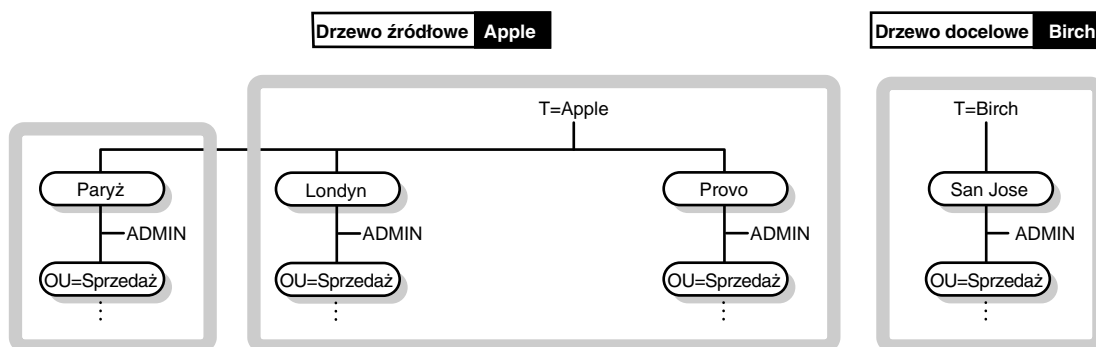 Drzewo źródłowe Apple
Drzewo docelowe Birch
T=Apple
T=Birch
Paryż
Londyn
Provo
San Jose
ADMIN
ADMIN
ADMIN
ADMIN
OU=Sprzedaż
OU=Sprzedaż
OU=Sprzedaż
OU=Sprzedaż